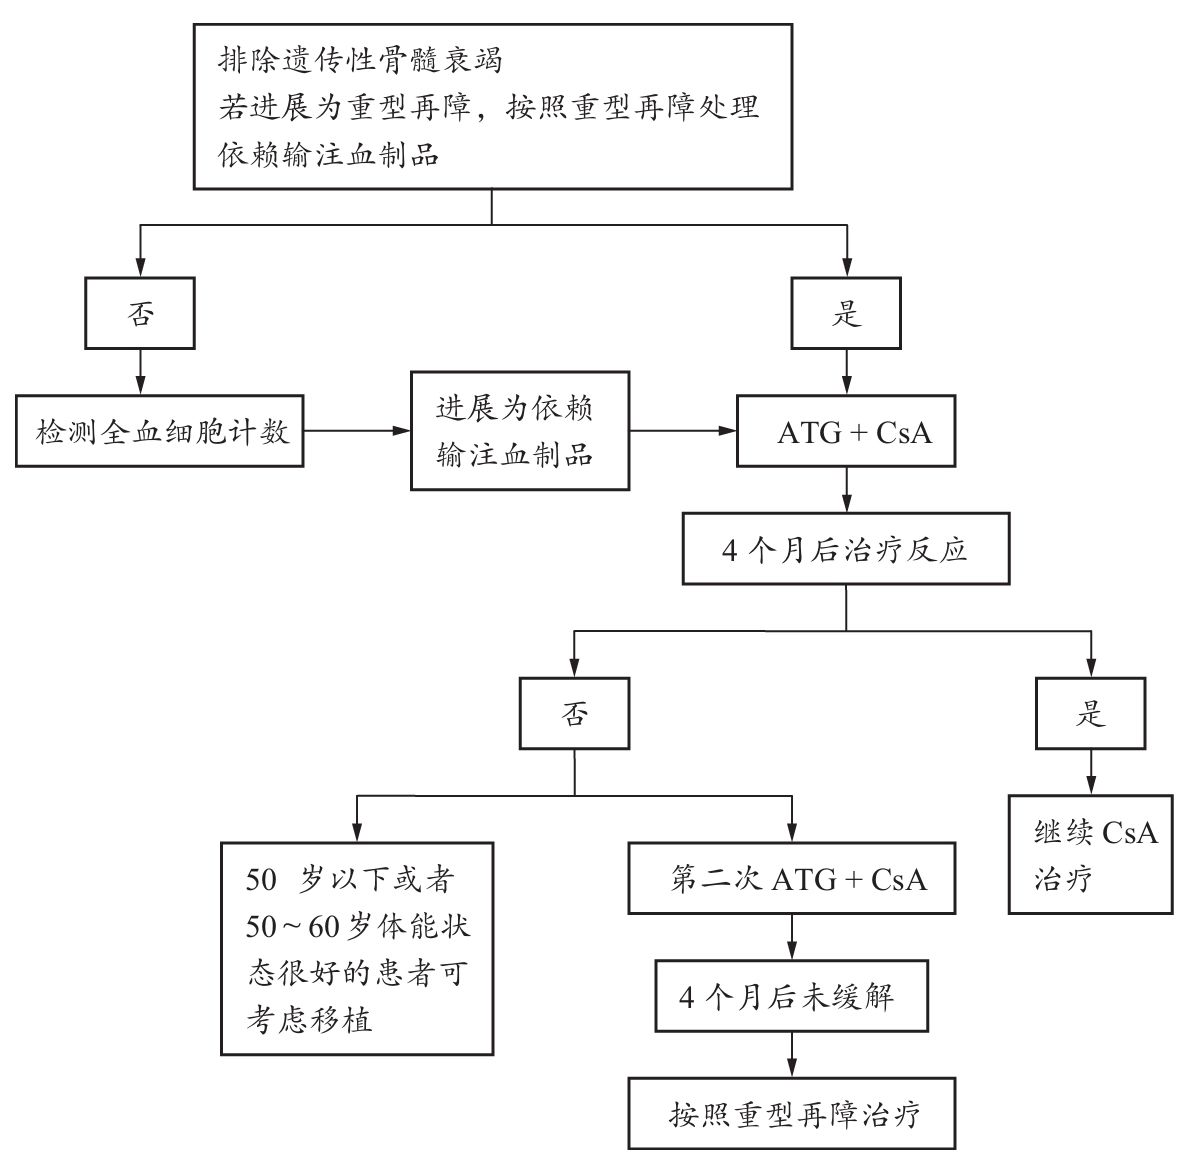 排除遗传性骨髓衰竭
若进展为重型再障，按照重型再障处理
依赖输注血制品
否
是
检测全血细胞计数
进展为依赖
输注血制品
ATG + CsA
4 个月后治疗反应
否
是
50 岁以下或者
50～60岁体能状
态很好的患者可
考虑移植
第二次 ATG + CsA
继续 CsA
治疗
4 个月后未缓解
按照重型再障治疗